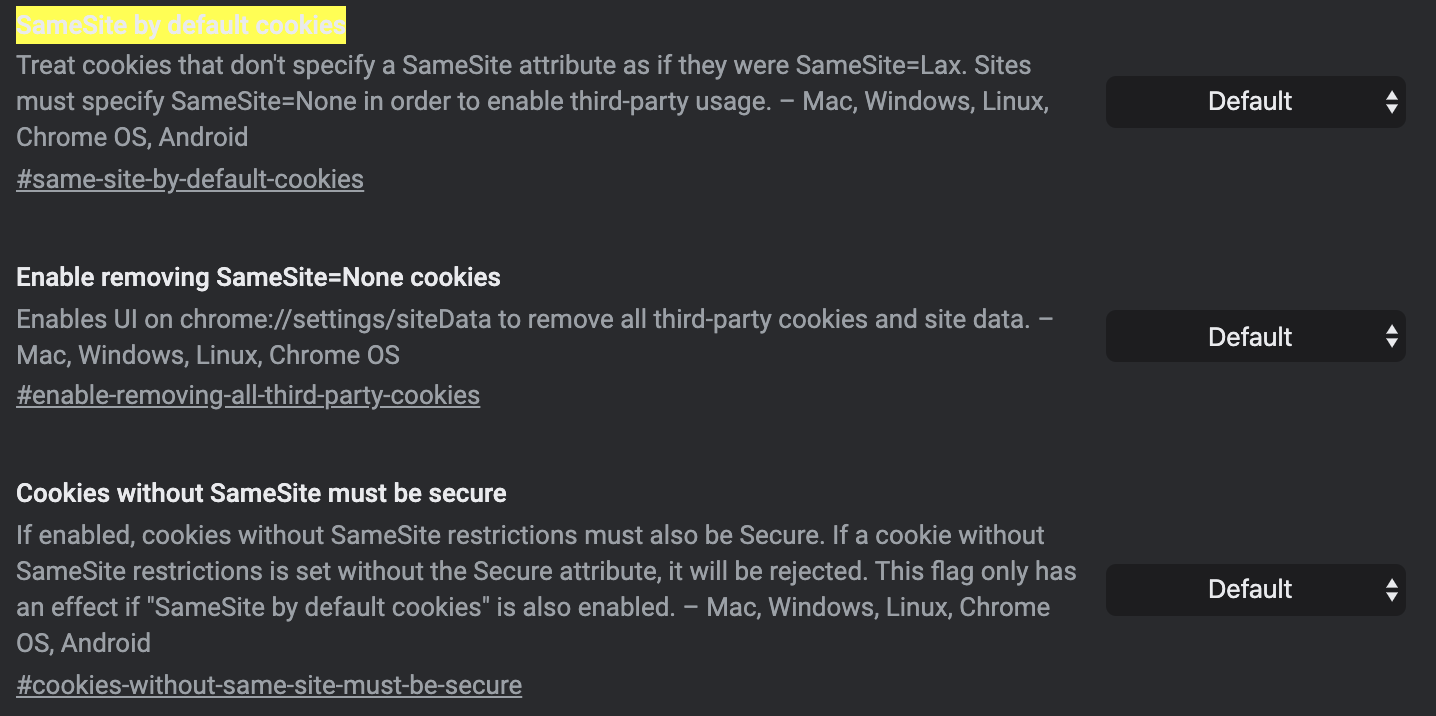 SameSite by default cookies
Treat cookies that don't specify a SameSite attribute as if they were SameSite=Lax. Sites
must specify SameSite=None in order to enable third-party usage. – Mac, Windows, Linux,
Chrome OS, Android
#same-site-by-default-cookies
Default
Enable removing SameSite=None cookies
Enables UI on chrome://settings/siteData to remove all third-party cookies and site data. –
Mac, Windows, Linux, Chrome OS
#enable-removing-all-third-party-cookies
Default
Cookies without SameSite must be secure
If enabled, cookies without SameSite restrictions must also be Secure. If a cookie without
SameSite restrictions is set without the Secure attribute, it will be rejected. This flag only has
an effect if "SameSite by default cookies" is also enabled. – Mac, Windows, Linux, Chrome
OS, Android
#cookies-without-same-site-must-be-secure
Default